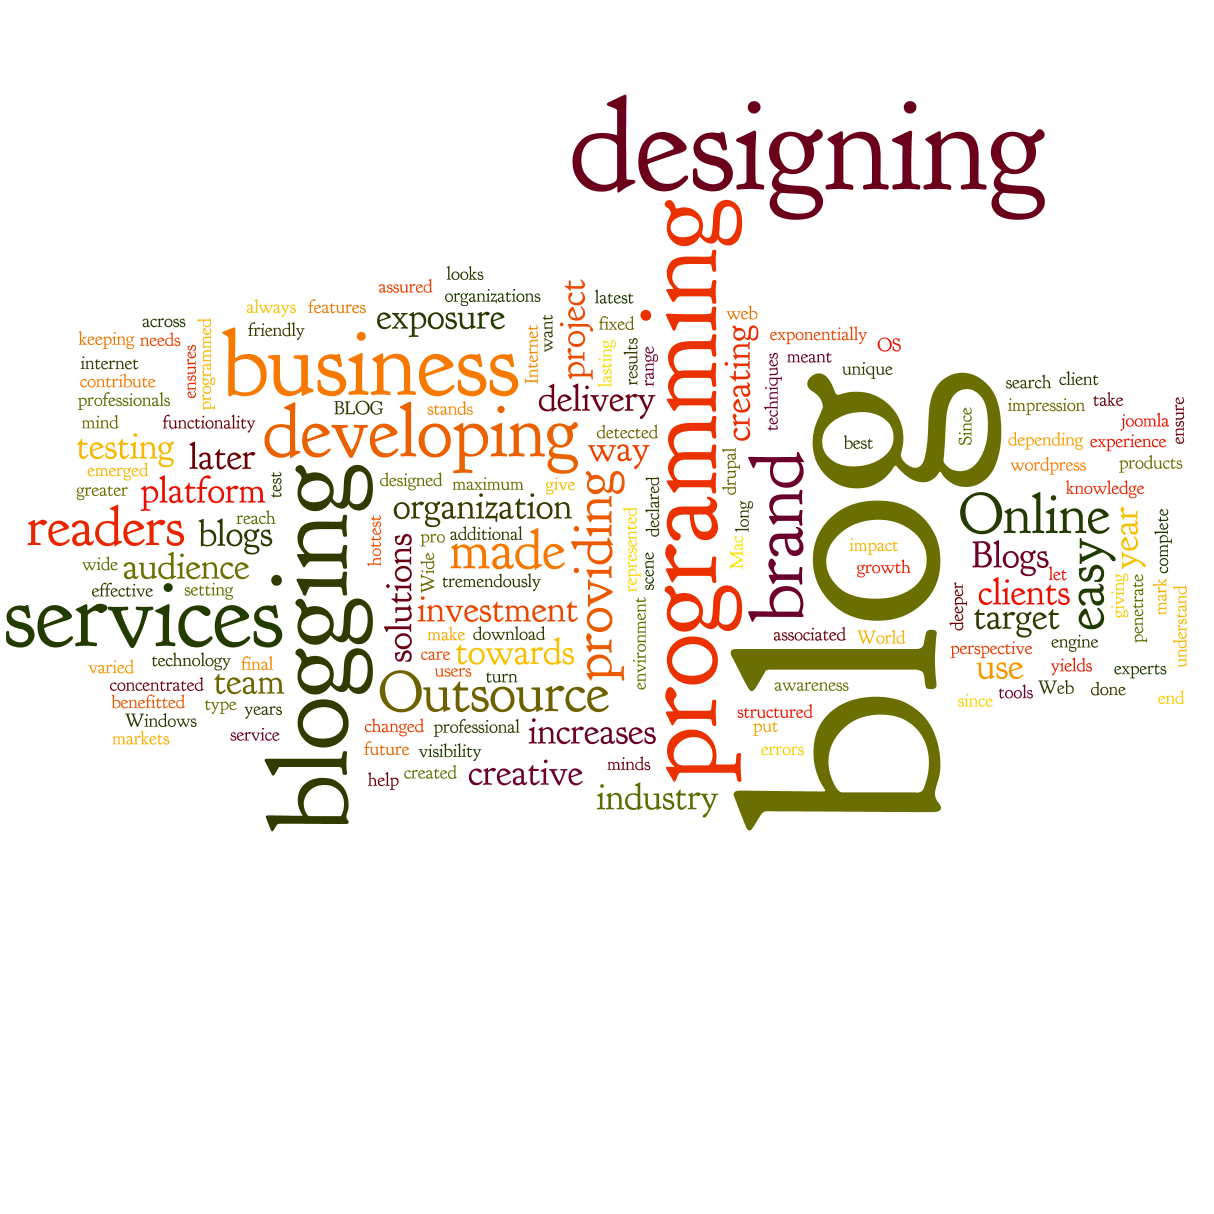 designing
programming
blog
blogging
business
developing
services
brand
looks
assured
organizations
always
features
exposure
friendly
across
keeping
needs
programmed
ensures
internet
contribute
professionals
mind
functionality
BLOG
stands
testing
later
emerged
greater
platform
test
readers
blogs
reach
wide
audience
effective
setting
hottest
designed
maximum
give
organization
pro
additional
Wide
made
tremendously
solutions
investment
make
download
care
towards
users
turn
Outsource
varied
technology
final
concentrated
team
benefitted
type
years
Windows
markets
service
changed
professional
increases
future
visibility
help
created
creative
minds
industry
project
latest
fixed
Internet
want
lasting
results
range
delivery
detected
way
providing
represented
declared
scene
environment
web
creating
exponentially
techniques
meant
OS
unique
drupal
long
Mac
best
Since
impact
growth
associated
World
awareness
structured
put
errors
search
client
impression
take
joomla
ensure
depending
experience
wordpress
products
knowledge
Online
year
complete
Blogs
let
easye
clients
deeper
target
giving
penetrate
mark
understand
perspective
engine
use
yields
experts
since
tools
Web
done
end